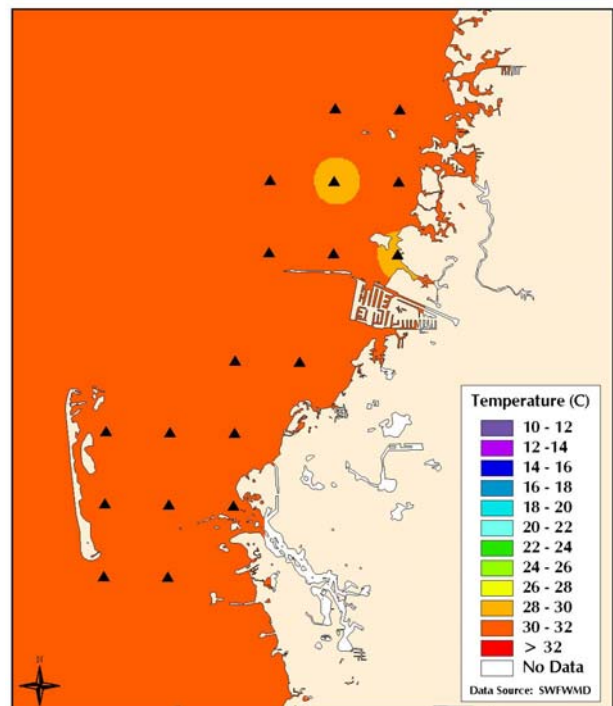 Temperature (C)
10 - 12
12 -14
14 - 16
16 - 18
18 - 20
20 - 22
22 - 24
24 - 26
26 - 28
28 - 30
30 - 32
> 32
No Data
Data Source: SWFWMD
N